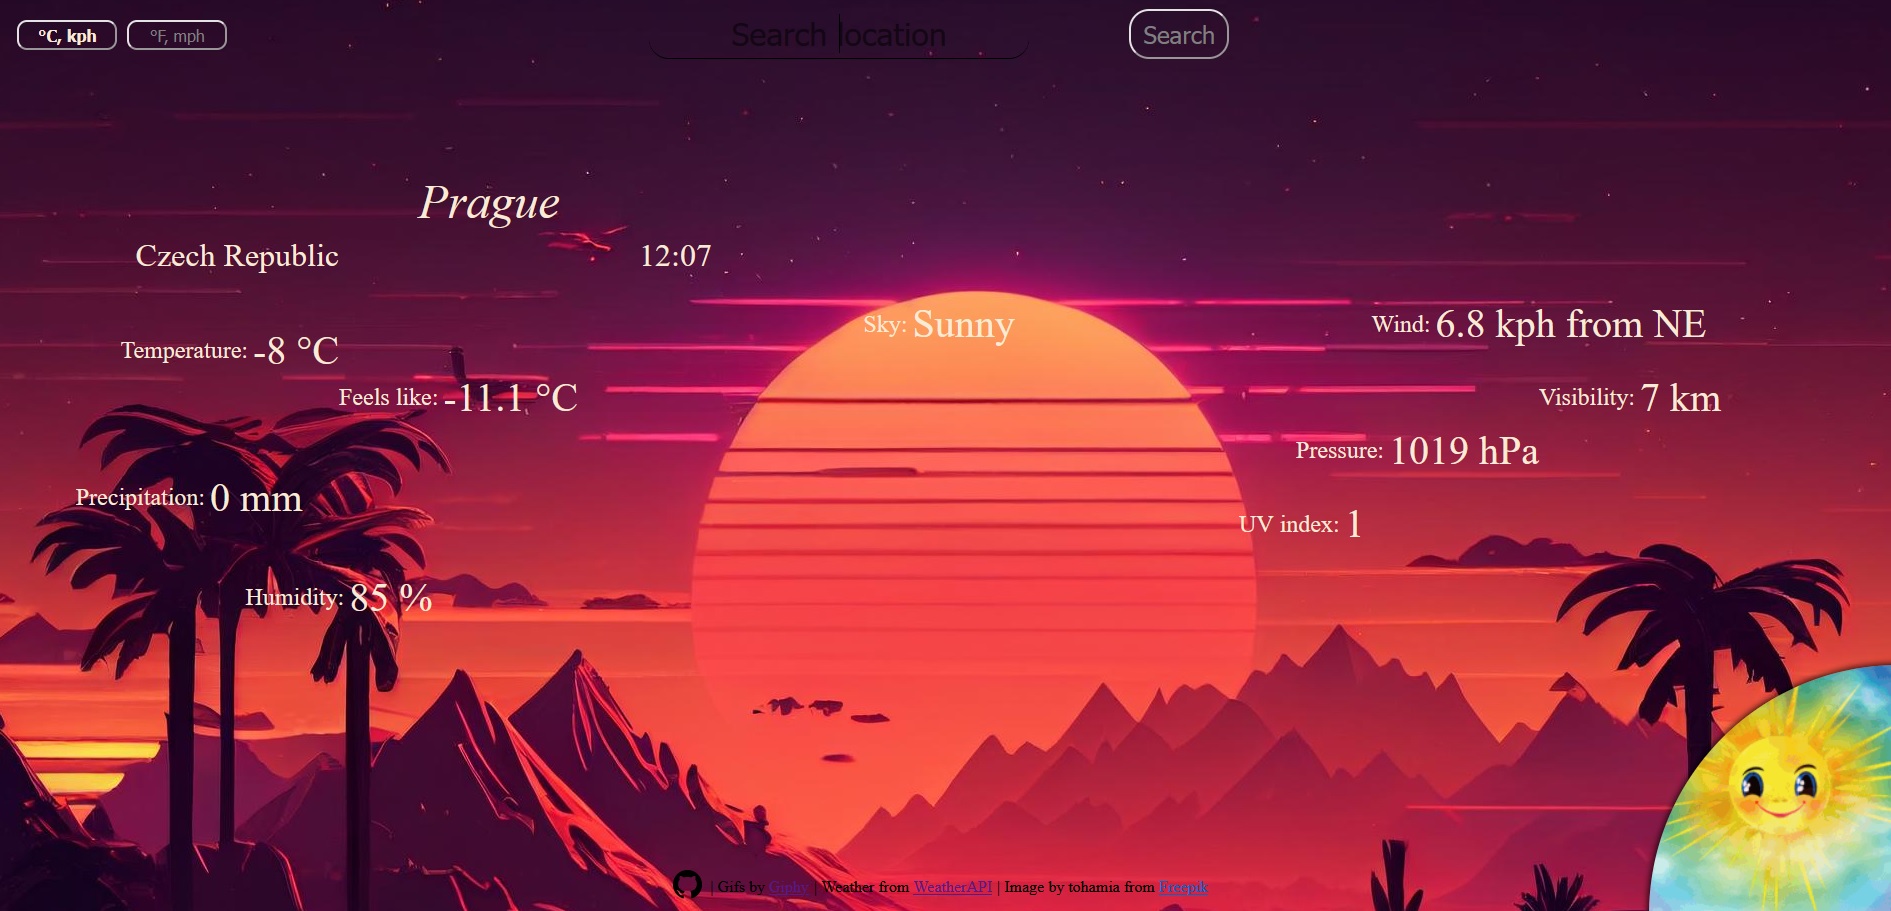 °C, kph
°F, mph
Search location
Search
Prague
Czech Republic
12:07
Sky: Sunny
Wind: 6.8 kph from NE
Temperature: -8 °C
Feels like: -11.1 °C
Visibility: 7 km
Pressure: 1019 hPa
Precipitation: 0 mm
UV index: 1
Humidity: 85 %
| Gifs by Giphy | Weather from WeatherAPI | Image by tohamia from Freepik